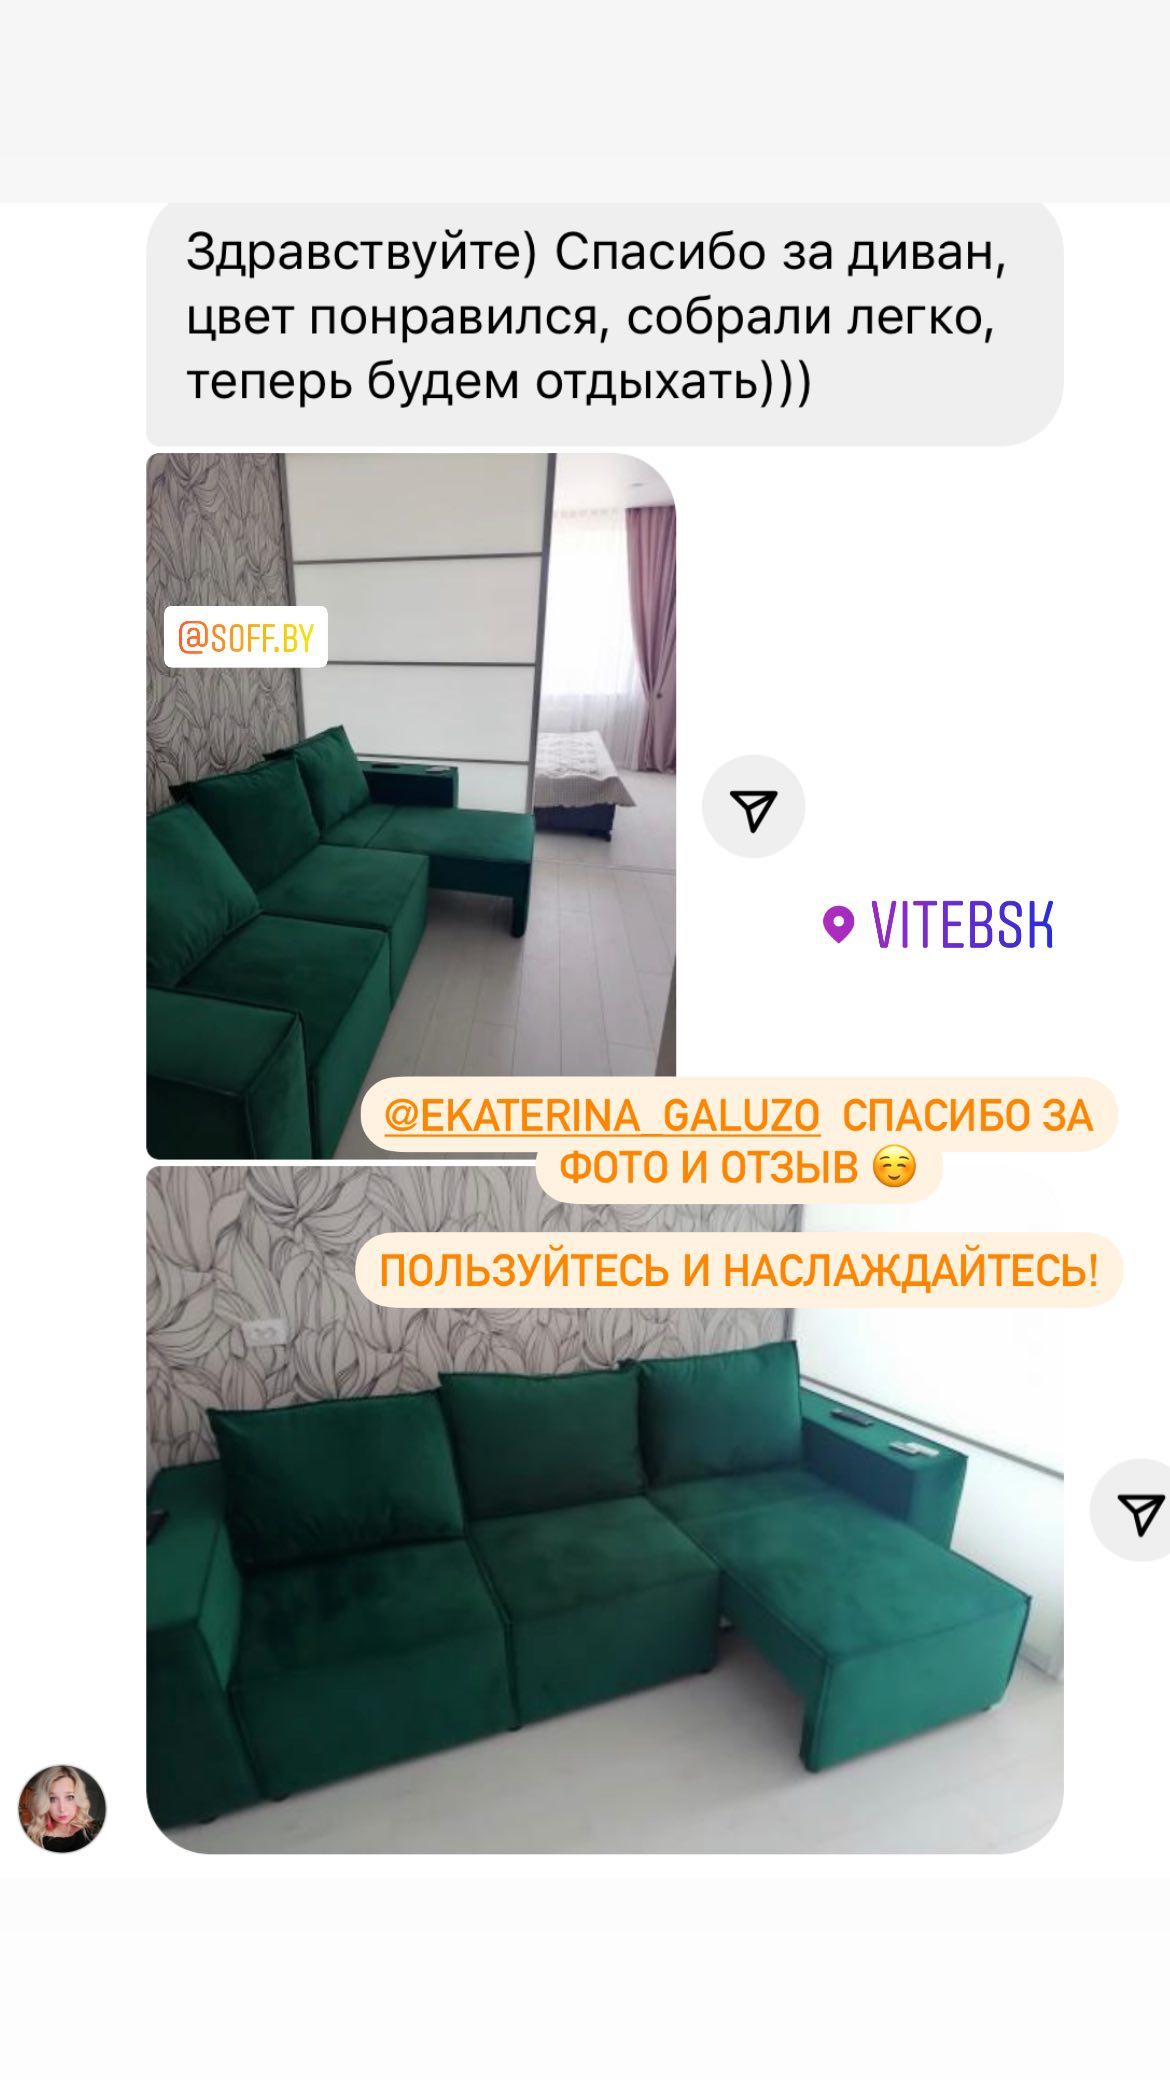 Здравствуйте) Спасибо за диван,
цвет понравился, собрали легко,
теперь будем отдыхать)))
@SOFF.BY
VITEBSK
@EKATERINA_GALUZO СПАСИБО ЗА
ФОТО И ОТЗЫВ ☺️
ПОЛЬЗУЙТЕСЬ И НАСЛАЖДАЙТЕСЬ!